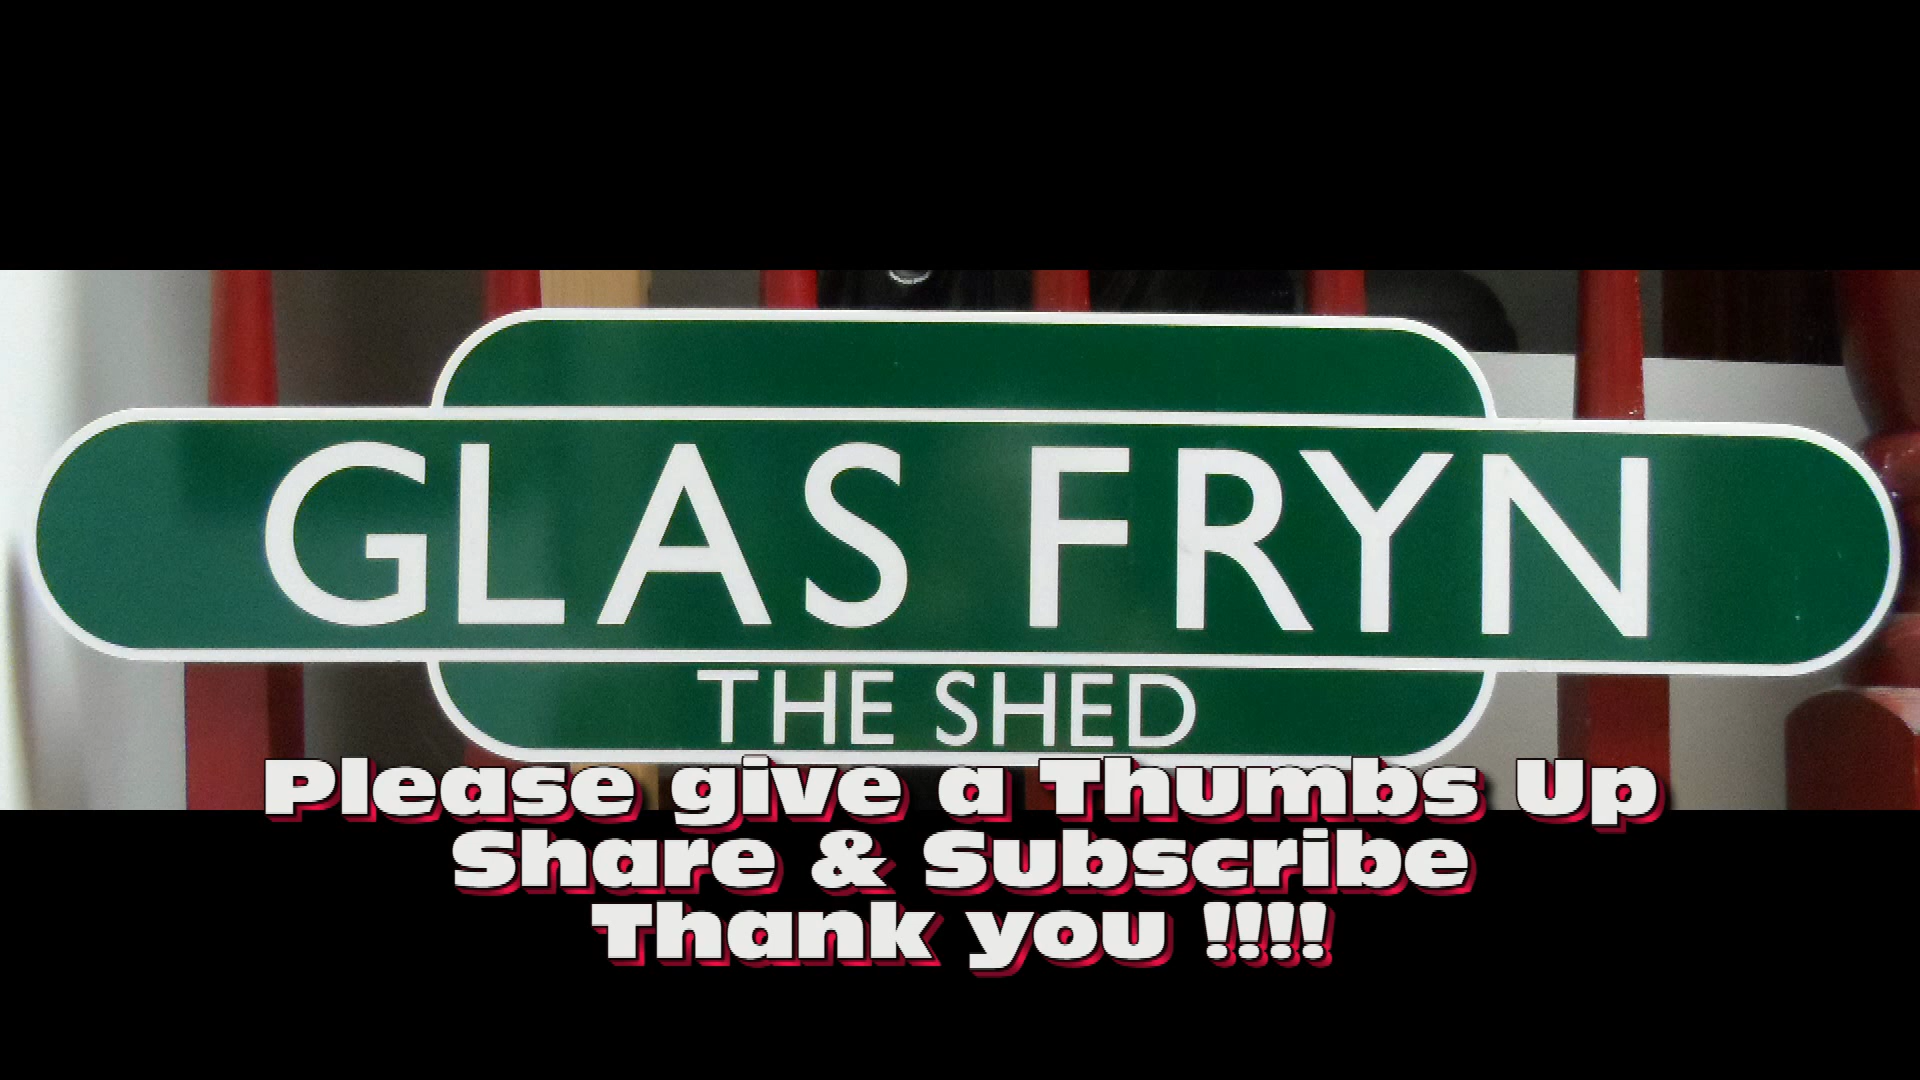 GLAS FRYN
THE SHED
Please give a Thumbs Up
Share & Subscribe
Thank you !!!!